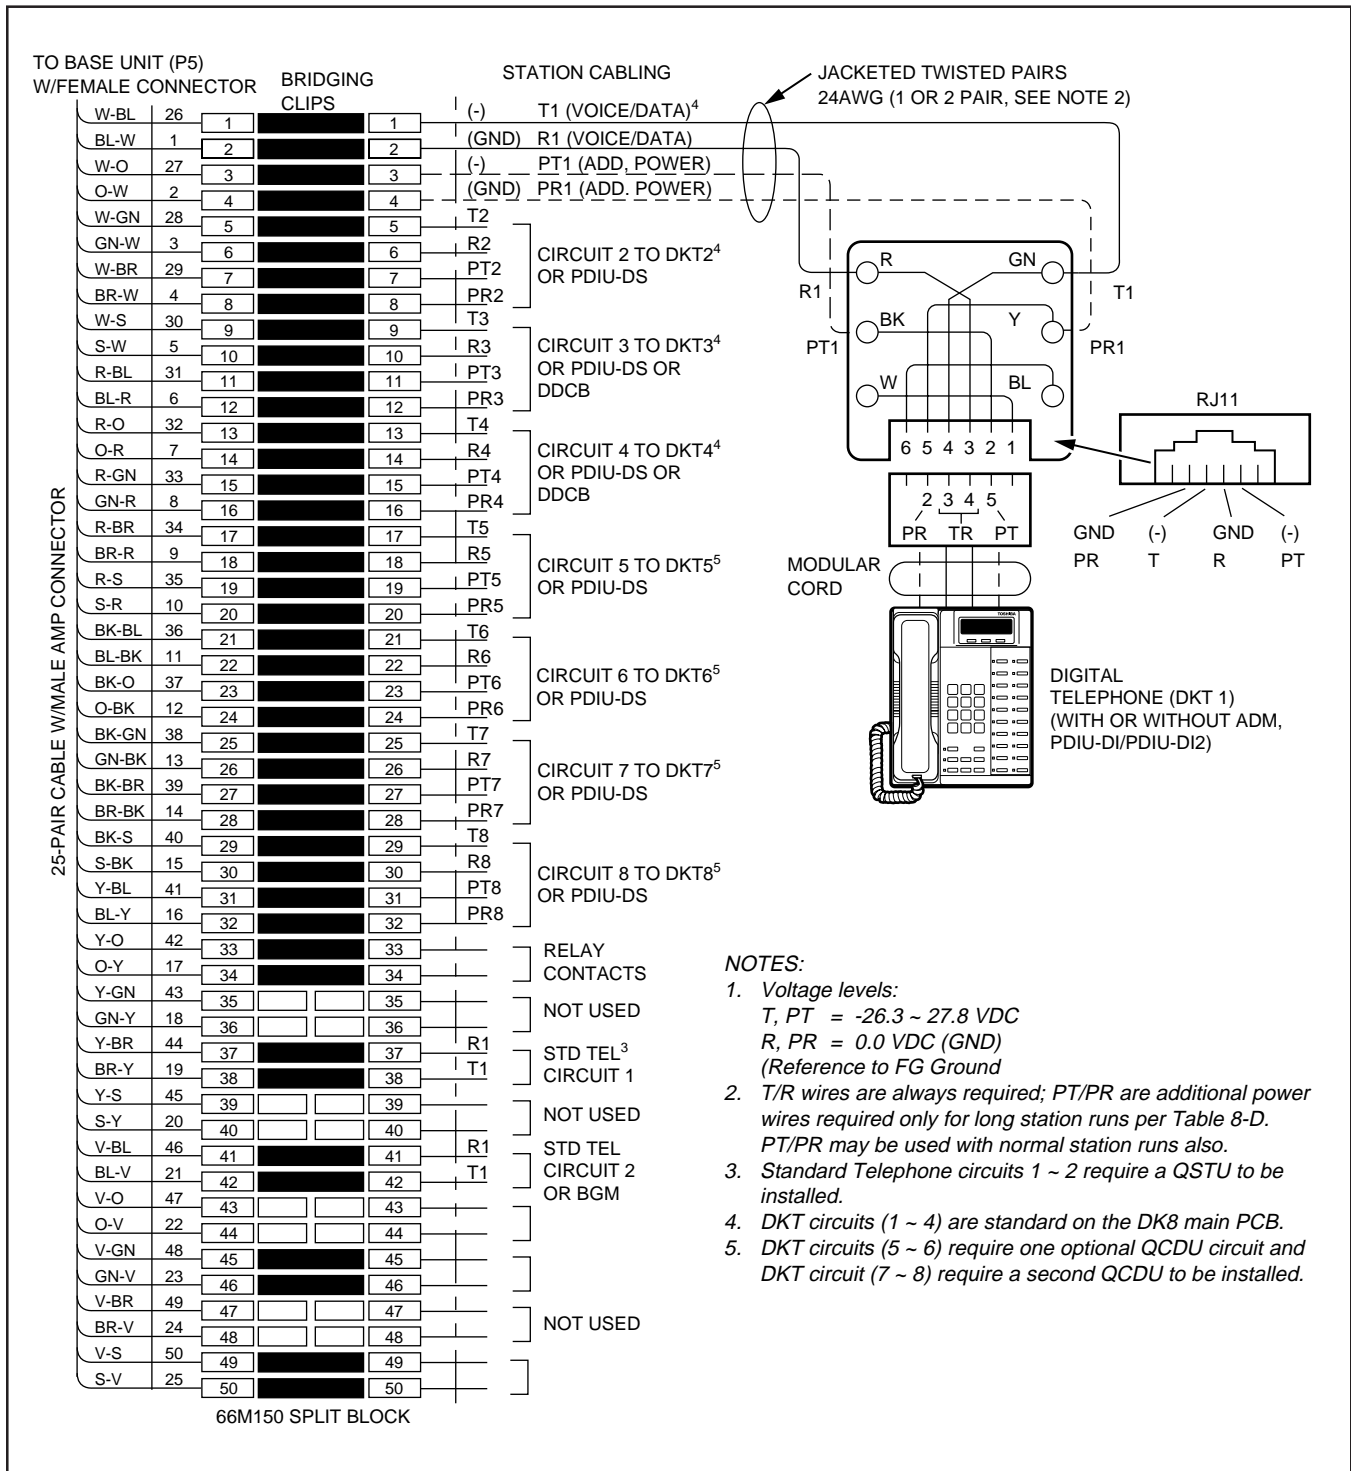 TO BASE UNIT (P5)
W/FEMALE CONNECTOR
BRIDGING
CLIPS
STATION CABLING
JACKETED TWISTED PAIRS
24AWG (1 OR 2 PAIR, SEE NOTE 2)
W-BL 26 1 1 (-) T1 (VOICE/DATA)4
BL-W 1 2 2 (GND) R1 (VOICE/DATA)
W-O 27 3 3 (-) PT1 (ADD, POWER)
O-W 2 4 4 (GND) PR1 (ADD. POWER)
W-GN 28 5 5 T2
GN-W 3 6 6 R2
W-BR 29 7 7 PT2
BR-W 4 8 8 PR2
CIRCUIT 2 TO DKT24
OR PDIU-DS
W-S 30 9 9 T3
S-W 5 10 10 R3
R-BL 31 11 11 PT3
BL-R 6 12 12 PR3
CIRCUIT 3 TO DKT34
OR PDIU-DS OR
DDCB
R-O 32 13 13 T4
O-R 7 14 14 R4
R-GN 33 15 15 PT4
GN-R 8 16 16 PR4
CIRCUIT 4 TO DKT44
OR PDIU-DS OR
DDCB
R-BR 34 17 17 T5
BR-R 9 18 18 R5
R-S 35 19 19 PT5
S-R 10 20 20 PR5
CIRCUIT 5 TO DKT55
OR PDIU-DS
BK-BL 36 21 21 T6
BL-BK 11 22 22 R6
BK-O 37 23 23 PT6
O-BK 12 24 24 PR6
CIRCUIT 6 TO DKT65
OR PDIU-DS
BK-GN 38 25 25 T7
GN-BK 13 26 26 R7
BK-BR 39 27 27 PT7
BR-BK 14 28 28 PR7
CIRCUIT 7 TO DKT75
OR PDIU-DS
BK-S 40 29 29 T8
S-BK 15 30 30 R8
Y-BL 41 31 31 PT8
BL-Y 16 32 32 PR8
CIRCUIT 8 TO DKT85
OR PDIU-DS
Y-O 42 33 33
O-Y 17 34 34
RELAY
CONTACTS
Y-GN 43 35 35
GN-Y 18 36 36
NOT USED
Y-BR 44 37 37 R1
BR-Y 19 38 38 T1
STD TEL3
CIRCUIT 1
Y-S 45 39 39
S-Y 20 40 40
NOT USED
V-BL 46 41 41 R1
BL-V 21 42 42 T1
STD TEL
CIRCUIT 2
OR BGM
V-O 47 43 43
O-V 22 44 44
V-GN 48 45 45
GN-V 23 46 46
V-BR 49 47 47
BR-V 24 48 48
NOT USED
V-S 50 49 49
S-V 25 50 50
66M150 SPLIT BLOCK
25-PAIR CABLE W/MALE AMP CONNECTOR
R GN
R1 T1
BK Y
PT1 PR1
W BL
6 5 4 3 2 1
RJ11
GND (-) GND (-)
PR T R PT
2 3 4 5
PR TR PT
MODULAR
CORD
TOSHIBA
DIGITAL
TELEPHONE (DKT 1)
(WITH OR WITHOUT ADM,
PDIU-DI/PDIU-DI2)
NOTES:
1. Voltage levels:
T, PT = -26.3 ~ 27.8 VDC
R, PR = 0.0 VDC (GND)
(Reference to FG Ground
2. T/R wires are always required; PT/PR are additional power
wires required only for long station runs per Table 8-D.
PT/PR may be used with normal station runs also.
3. Standard Telephone circuits 1 ~ 2 require a QSTU to be
installed.
4. DKT circuits (1 ~ 4) are standard on the DK8 main PCB.
5. DKT circuits (5 ~ 6) require one optional QCDU circuit and
DKT circuit (7 ~ 8) require a second QCDU to be installed.